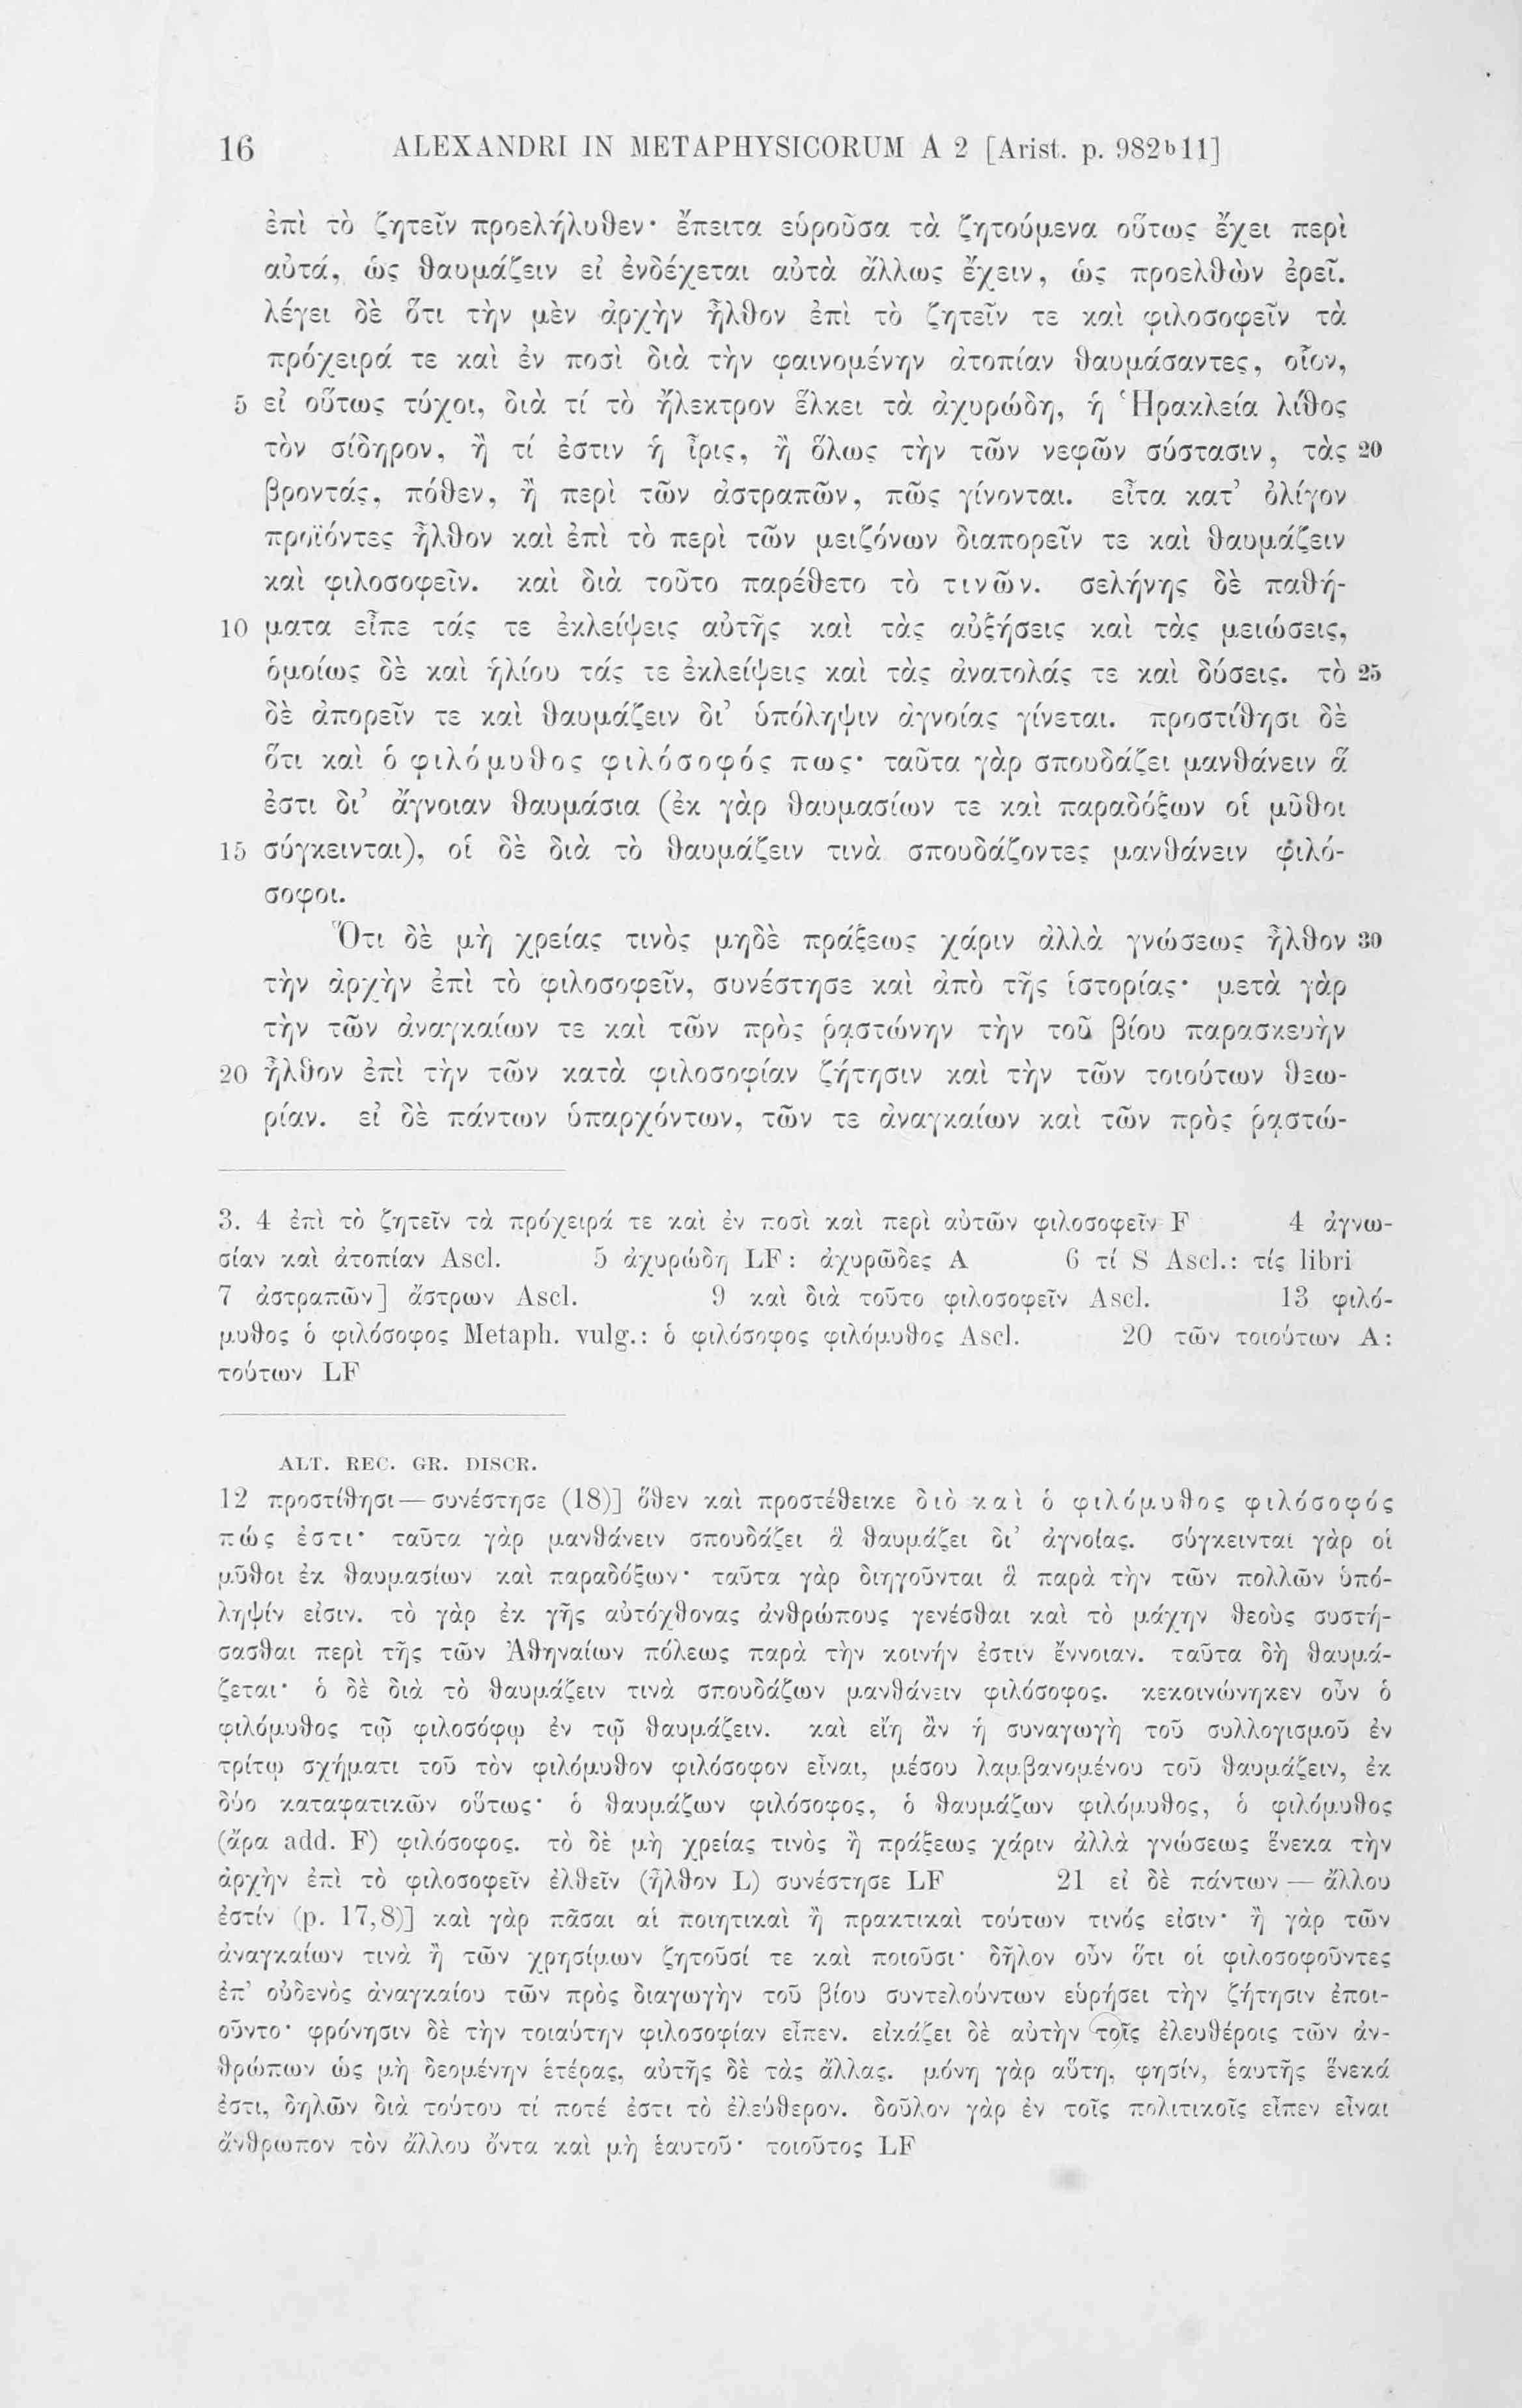 16 ALEXANDRI IN METAPHYSICORUM A 2 [Arist. p. 982b11]
ἐπὶ τὸ ζητεῖν προελήλυθεν· ἔπειτα εὑροῦσα τὰ ζητούμενα οὕτως ἔχει περὶ
αὐτά, ὡς θαυμάζειν εἰ ἐνδέχεται αὐτὰ ἄλλως ἔχειν, ὡς προελθὼν ἐρεῖ.
λέγει δὲ ὅτι τὴν μὲν ἀρχὴν ἦλθον ἐπὶ τὸ ζητεῖν τε καὶ φιλοσοφεῖν τὰ
πρόχειρά τε καὶ ἐν ποσὶ διὰ τὴν φαινομένην ἀτοπίαν θαυμάσαντες, οἷον,
5 εἰ οὕτως τύχοι, διὰ τί τὸ ἤλεκτρον ἕλκει τὰ ἀχυρώδη, ἡ Ἡρακλεία λίθος
τὸν σίδηρον, ἢ τί ἐστιν ἡ ἶρις, ἢ ὅλως τὴν τῶν νεφῶν σύστασιν, τὰς 20
βροντάς, πόθεν, ἢ περὶ τῶν ἀστραπῶν, πῶς γίνονται. εἶτα κατ’ ὀλίγον
προϊόντες ἦλθον καὶ ἐπὶ τὸ περὶ τῶν μειζόνων διαπορεῖν τε καὶ θαυμάζειν
καὶ φιλοσοφεῖν. καὶ διὰ τοῦτο παρέθετο τὸ τινῶν. σελήνης δὲ παθή-
10 ματα εἶπε τάς τε ἐκλείψεις αὐτῆς καὶ τὰς αὐξήσεις καὶ τὰς μειώσεις,
ὁμοίως δὲ καὶ ἡλίου τάς τε ἐκλείψεις καὶ τὰς ἀνατολάς τε καὶ δύσεις. τὸ 25
δὲ ἀπορεῖν τε καὶ θαυμάζειν δι’ ὑπόληψιν ἀγνοίας γίνεται. προστίθησι δὲ
ὅτι καὶ ὁ φιλόμυθος φιλόσοφός πως· ταῦτα γὰρ σπουδάζει μανθάνειν ἅ
ἐστι δι’ ἄγνοιαν θαυμάσια (ἐκ γὰρ θαυμασίων τε καὶ παραδόξων οἱ μῦθοι
15 σύγκεινται), οἱ δὲ διὰ τὸ θαυμάζειν τινὰ σπουδάζοντες μανθάνειν φιλό-
σοφοι.
Ὅτι δὲ μὴ χρείας τινὸς μηδὲ πράξεως χάριν ἀλλὰ γνώσεως ἦλθον 30
τὴν ἀρχὴν ἐπὶ τὸ φιλοσοφεῖν, συνέστησε καὶ ἀπὸ τῆς ἱστορίας· μετὰ γὰρ
τὴν τῶν ἀναγκαίων τε καὶ τῶν πρὸς ῥᾳστώνην τὴν τοῦ βίου παρασκευὴν
20 ἦλθον ἐπὶ τὴν τῶν κατὰ φιλοσοφίαν ζήτησιν καὶ τὴν τῶν τοιούτων θεω-
ρίαν. εἰ δὲ πάντων ὑπαρχόντων, τῶν τε ἀναγκαίων καὶ τῶν πρὸς ῥᾳστώ-
3. 4 ἐπὶ τὸ ζητεῖν τὰ πρόχειρά τε καὶ ἐν ποσὶ καὶ περὶ αὐτῶν φιλοσοφεῖν F 4 ἀγνω-
σίαν καὶ ἀτοπίαν Ascl. 5 ἀχυρώδη LF: ἀχυρῶδες A 6 τί S Ascl.: τίς libri
7 ἀστραπῶν] ἄστρων Ascl. 9 καὶ διὰ τοῦτο φιλοσοφεῖν Ascl. 13 φιλό-
μυθος ὁ φιλόσοφος Metaph. vulg.: ὁ φιλόσοφος φιλόμυθος Ascl. 20 τῶν τοιούτων A:
τούτων LF
ALT. REC. GR. DISCR.
12 προστίθησι — συνέστησε (18)] ὅθεν καὶ προστέθεικε διὸ καὶ ὁ φιλόμυθος φιλόσοφός
πώς ἐστι· ταῦτα γὰρ μανθάνειν σπουδάζει ἃ θαυμάζει δι’ ἀγνοίας. σύγκεινται γὰρ οἱ
μῦθοι ἐκ θαυμασίων καὶ παραδόξων· ταῦτα γὰρ διηγοῦνται ἃ παρὰ τὴν τῶν πολλῶν ὑπό-
ληψίν εἰσιν. τὸ γὰρ ἐκ γῆς αὐτόχθονας ἀνθρώπους γενέσθαι καὶ τὸ μάχην θεοὺς συστή-
σασθαι περὶ τῆς τῶν Ἀθηναίων πόλεως παρὰ τὴν κοινήν ἐστιν ἔννοιαν. ταῦτα δὴ θαυμά-
ζεται· ὁ δὲ διὰ τὸ θαυμάζειν τινὰ σπουδάζων μανθάνειν φιλόσοφος. κεκοινώνηκεν οὖν ὁ
φιλόμυθος τῷ φιλοσόφῳ ἐν τῷ θαυμάζειν. καὶ εἴη ἂν ἡ συναγωγὴ τοῦ συλλογισμοῦ ἐν
τρίτῳ σχήματι τοῦ τὸν φιλόμυθον φιλόσοφον εἶναι, μέσου λαμβανομένου τοῦ θαυμάζειν, ἐκ
δύο καταφατικῶν οὕτως· ὁ θαυμάζων φιλόσοφος, ὁ θαυμάζων φιλόμυθος, ὁ φιλόμυθος
(ἄρα add. F) φιλόσοφος. τὸ δὲ μὴ χρείας τινὸς ἢ πράξεως χάριν ἀλλὰ γνώσεως ἕνεκα τὴν
ἀρχὴν ἐπὶ τὸ φιλοσοφεῖν ἐλθεῖν (ἦλθον L) συνέστησε LF 21 εἰ δὲ πάντων — ἄλλου
ἐστίν (p. 17,8)] καὶ γὰρ πᾶσαι αἱ ποιητικαὶ ἢ πρακτικαὶ τούτων τινός εἰσιν· ἢ γὰρ τῶν
ἀναγκαίων τινὰ ἢ τῶν χρησίμων ζητοῦσί τε καὶ ποιοῦσι· δῆλον οὖν ὅτι οἱ φιλοσοφοῦντες
ἐπ’ οὐδενὸς ἀναγκαίου τῶν πρὸς διαγωγὴν τοῦ βίου συντελούντων εὑρήσει τὴν ζήτησιν ἐποι-
οῦντο· φρόνησιν δὲ τὴν τοιαύτην φιλοσοφίαν εἶπεν. εἰκάζει δὲ αὐτὴν τοῖς ἐλευθέροις τῶν ἀν-
θρώπων ὡς μὴ δεομένην ἑτέρας, αὐτῆς δὲ τὰς ἄλλας. μόνη γὰρ αὕτη, φησίν, ἑαυτῆς ἕνεκά
ἐστι, δηλῶν διὰ τούτου τί ποτέ ἐστι τὸ ἐλεύθερον. δοῦλον γὰρ ἐν τοῖς πολιτικοῖς εἶπεν εἶναι
ἄνθρωπον τὸν ἄλλου ὄντα καὶ μὴ ἑαυτοῦ· τοιοῦτος LF